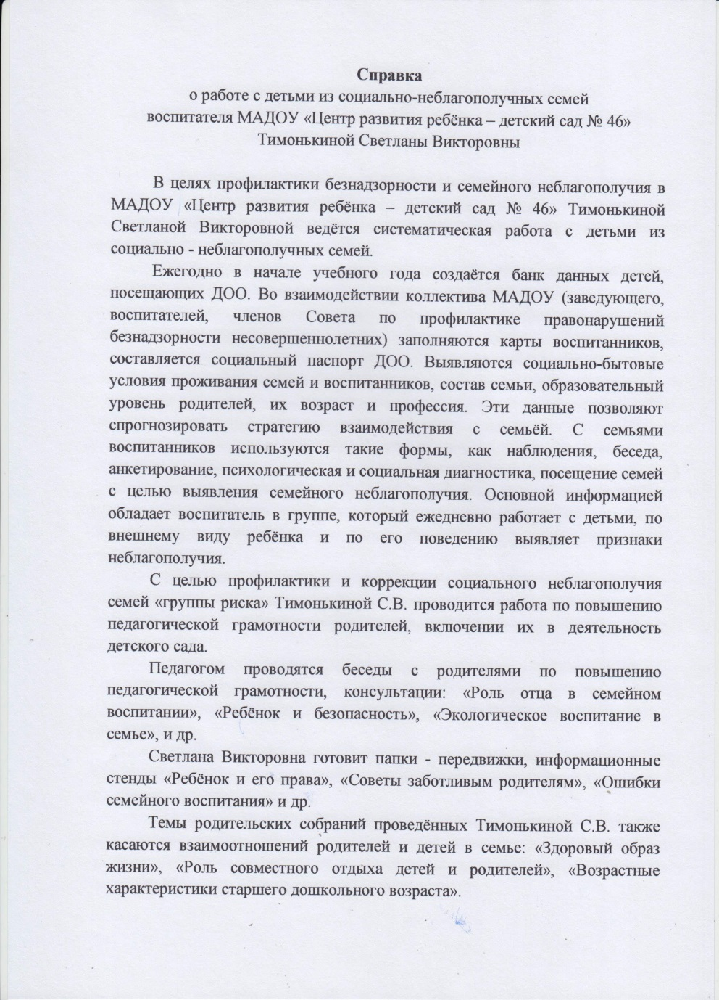 Справка
о работе с детьми из социально-неблагополучных семей
воспитателя МАДОУ «Центр развития ребёнка – детский сад № 46»
Тимонькиной Светланы Викторовны
В целях профилактики безнадзорности и семейного неблагополучия в
МАДОУ «Центр развития ребёнка – детский сад № 46» Тимонькиной
Светланой Викторовной ведётся систематическая работа с детьми из
социально - неблагополучных семей.
Ежегодно в начале учебного года создаётся банк данных детей,
посещающих ДОО. Во взаимодействии коллектива МАДОУ (заведующего,
воспитателей, членов Совета по профилактике правонарушений
безнадзорности несовершеннолетних) заполняются карты воспитанников,
составляется социальный паспорт ДОО. Выявляются социально-бытовые
условия проживания семей и воспитанников, состав семьи, образовательный
уровень родителей, их возраст и профессия. Эти данные позволяют
спрогнозировать стратегию взаимодействия с семьёй. С семьями
воспитанников используются такие формы, как наблюдения, беседа,
анкетирование, психологическая и социальная диагностика, посещение семей
с целью выявления семейного неблагополучия. Основной информацией
обладает воспитатель в группе, который ежедневно работает с детьми, по
внешнему виду ребёнка и по его поведению выявляет признаки
неблагополучия.
С целью профилактики и коррекции социального неблагополучия
семей «группы риска» Тимонькиной С.В. проводится работа по повышению
педагогической грамотности родителей, включении их в деятельность
детского сада.
Педагогом проводятся беседы с родителями по повышению
педагогической грамотности, консультации: «Роль отца в семейном
воспитании», «Ребёнок и безопасность», «Экологическое воспитание в
семье», и др.
Светлана Викторовна готовит папки - передвижки, информационные
стенды «Ребёнок и его права», «Советы заботливым родителям», «Ошибки
семейного воспитания» и др.
Темы родительских собраний проведённых Тимонькиной С.В. также
касаются взаимоотношений родителей и детей в семье: «Здоровый образ
жизни», «Роль совместного отдыха детей и родителей», «Возрастные
характеристики старшего дошкольного возраста».